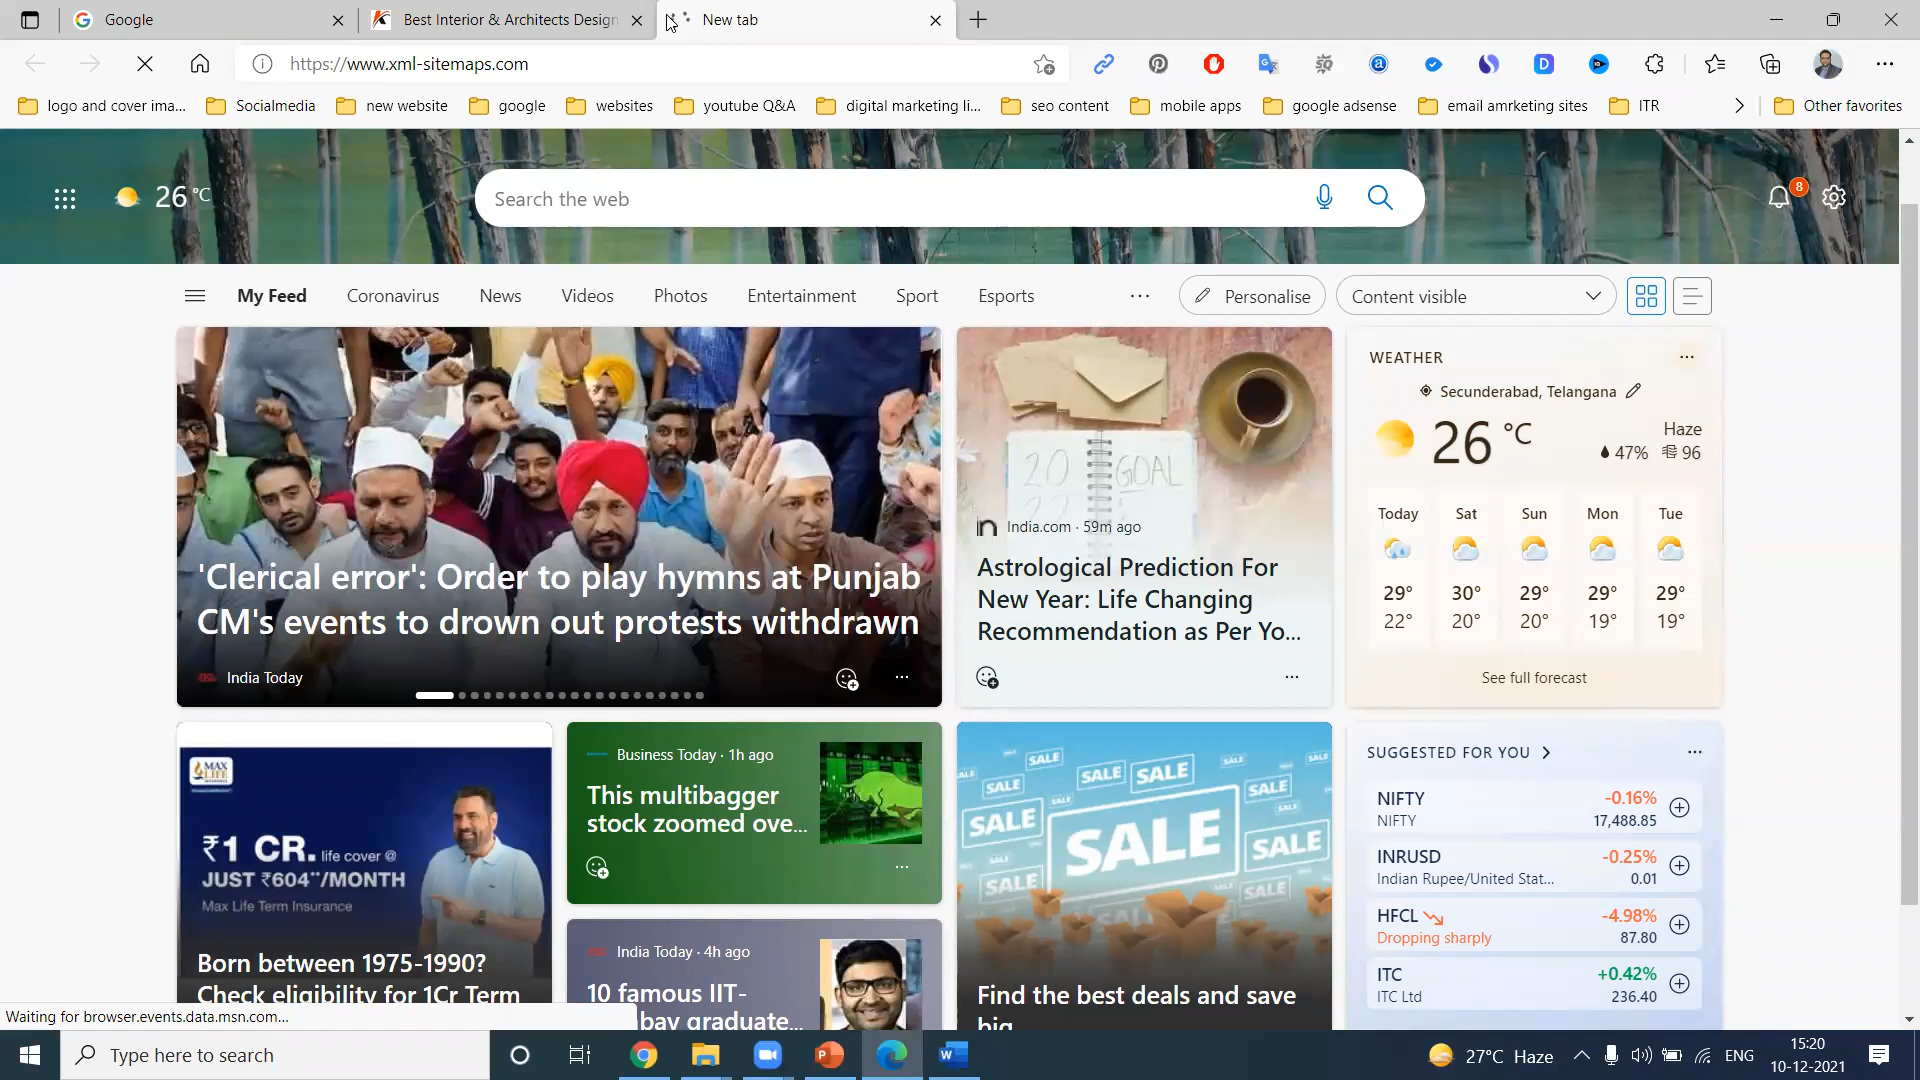 Google
Best Interior & Architects Design
New tab
https://www.xml-sitemaps.com
logo and cover ima...
Socialmedia
new website
google
websites
youtube Q&A
digital marketing li...
seo content
mobile apps
google adsense
email amrketing sites
ITR
Other favorites
26 °C
Search the web
8
My Feed
Coronavirus
News
Videos
Photos
Entertainment
Sport
Esports
Personalise
Content visible
'Clerical error': Order to play hymns at Punjab
CM's events to drown out protests withdrawn
India Today
GOAL
India.com · 59m ago
Astrological Prediction For
New Year: Life Changing
Recommendation as Per Yo...
WEATHER
Secunderabad, Telangana
26 °C
Haze
47% 96
Today Sat Sun Mon Tue
29° 30° 29° 29° 29°
22° 20° 20° 19° 19°
See full forecast
MAX
LIFE
₹1 CR. life cover @
JUST ₹604**/MONTH
Max Life Term Insurance
Born between 1975-1990?
Check eligibility for 1Cr Term
Business Today · 1h ago
This multibagger
stock zoomed ove...
India Today · 4h ago
10 famous IIT-
bay graduate...
SALE
Find the best deals and save
big
SUGGESTED FOR YOU
NIFTY -0.16%
NIFTY 17,488.85
INRUSD -0.25%
Indian Rupee/United Stat... 0.01
HFCL -4.98%
Dropping sharply 87.80
ITC +0.42%
ITC Ltd 236.40
Waiting for browser.events.data.msn.com...
Type here to search
27°C Haze
ENG
15:20
10-12-2021